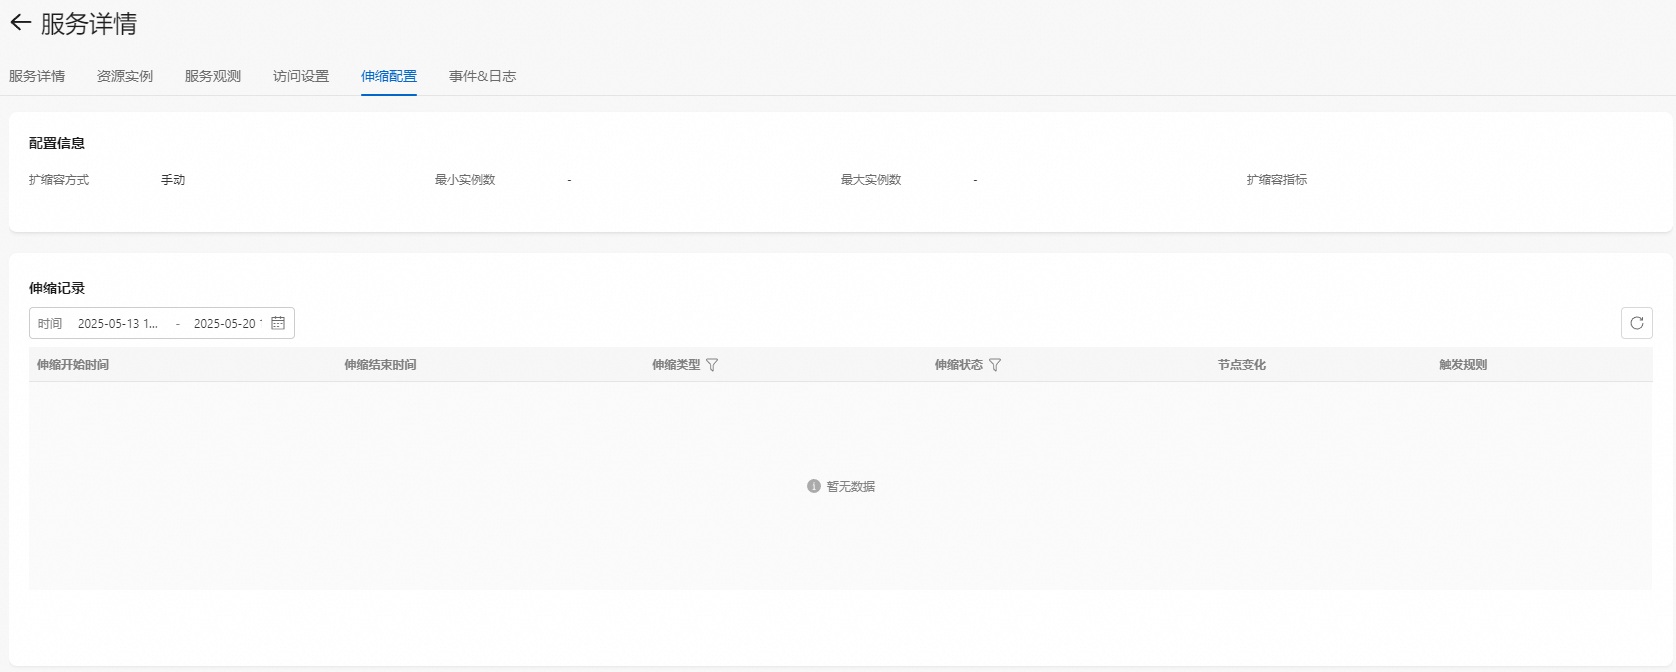 服务详情
服务详情 资源实例 服务观测 访问设置 伸缩配置 事件&日志
配置信息
扩缩容方式 手动 最小实例数 - 最大实例数 - 扩缩容指标
伸缩记录
时间 2025-05-13 1... - 2025-05-20
伸缩开始时间 伸缩结束时间 伸缩类型 伸缩状态 节点变化 触发规则
暂无数据